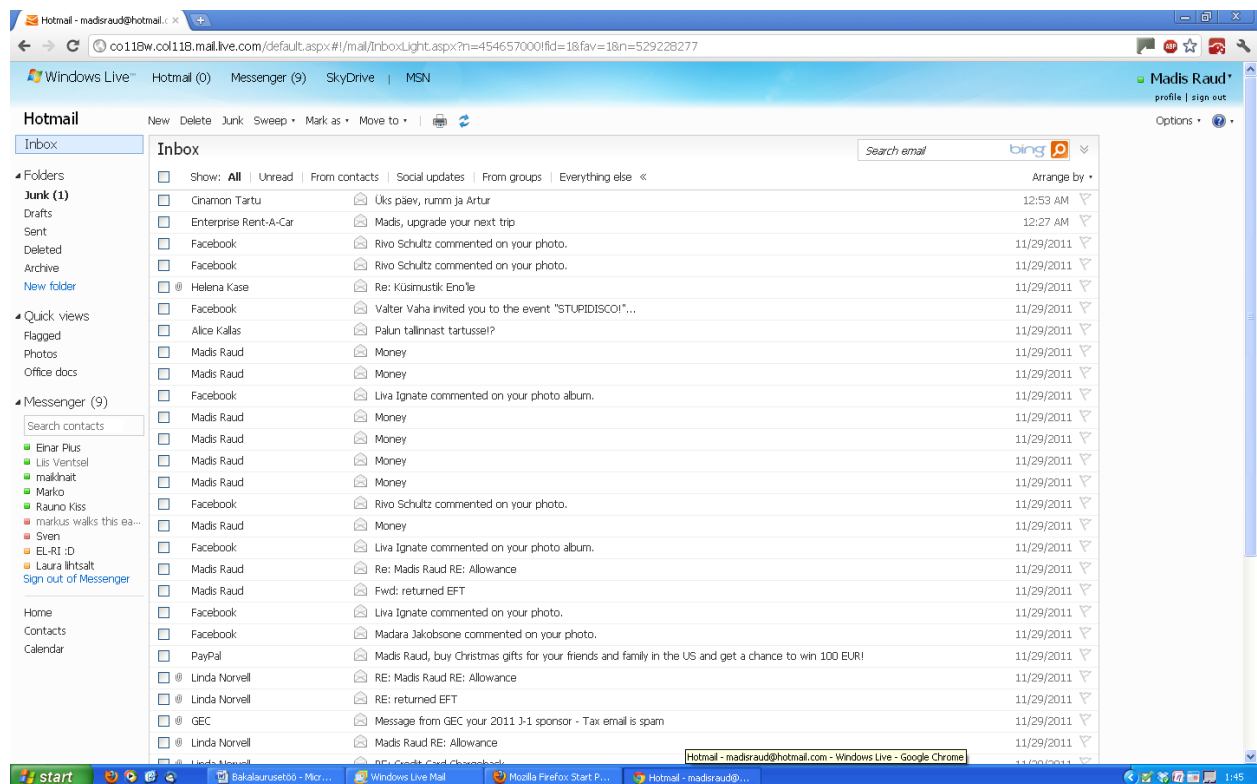 Hotmail - madisraud@hotmail.c
co118w.col118.mail.live.com/default.aspx#!/mail/InboxLight.aspx?n=454657000!fid=1&fav=1&n=529228277
Windows Live™ Hotmail (0) Messenger (9) SkyDrive | MSN
Madis Raud
profile | sign out
Hotmail
New Delete Junk Sweep Mark as Move to
Options
Inbox
Folders
Junk (1)
Drafts
Sent
Deleted
Archive
New folder
Quick views
Flagged
Photos
Office docs
Messenger (9)
Search contacts
Einar Pius
Liis Ventsel
maiklnait
Marko
Rauno Kiss
markus walks this ea...
Sven
EL-RI :D
Laura lihtsalt
Sign out of Messenger
Home
Contacts
Calendar
Inbox
Search email bing
Show: All | Unread | From contacts | Social updates | From groups | Everything else «
Arrange by
Cinamon Tartu Üks päev, rumm ja Artur 12:53 AM
Enterprise Rent-A-Car Madis, upgrade your next trip 12:27 AM
Facebook Rivo Schultz commented on your photo. 11/29/2011
Facebook Rivo Schultz commented on your photo. 11/29/2011
Helena Kase Re: Küsimustik Eno'le 11/29/2011
Facebook Valter Vaha invited you to the event "STUPIDISCO!"... 11/29/2011
Alice Kallas Palun tallinnast tartusse!? 11/29/2011
Madis Raud Money 11/29/2011
Madis Raud Money 11/29/2011
Facebook Liva Ignate commented on your photo album. 11/29/2011
Madis Raud Money 11/29/2011
Madis Raud Money 11/29/2011
Madis Raud Money 11/29/2011
Madis Raud Money 11/29/2011
Facebook Rivo Schultz commented on your photo. 11/29/2011
Madis Raud Money 11/29/2011
Facebook Liva Ignate commented on your photo album. 11/29/2011
Madis Raud Re: Madis Raud RE: Allowance 11/29/2011
Madis Raud Fwd: returned EFT 11/29/2011
Facebook Liva Ignate commented on your photo. 11/29/2011
Facebook Madara Jakobsone commented on your photo. 11/29/2011
PayPal Madis Raud, buy Christmas gifts for your friends and family in the US and get a chance to win 100 EUR! 11/29/2011
Linda Norvell RE: Madis Raud RE: Allowance 11/29/2011
Linda Norvell RE: returned EFT 11/29/2011
GEC Message from GEC your 2011 J-1 sponsor - Tax email is spam 11/29/2011
Linda Norvell Madis Raud RE: Allowance 11/29/2011
Linda Norvell RE: Credit Card Chargeback 11/29/2011
Hotmail - madisraud@hotmail.com - Windows Live - Google Chrome
start Bakalaurusetöö - Micr... Windows Live Mail Mozilla Firefox Start P... Hotmail - madisraud@... 1:45